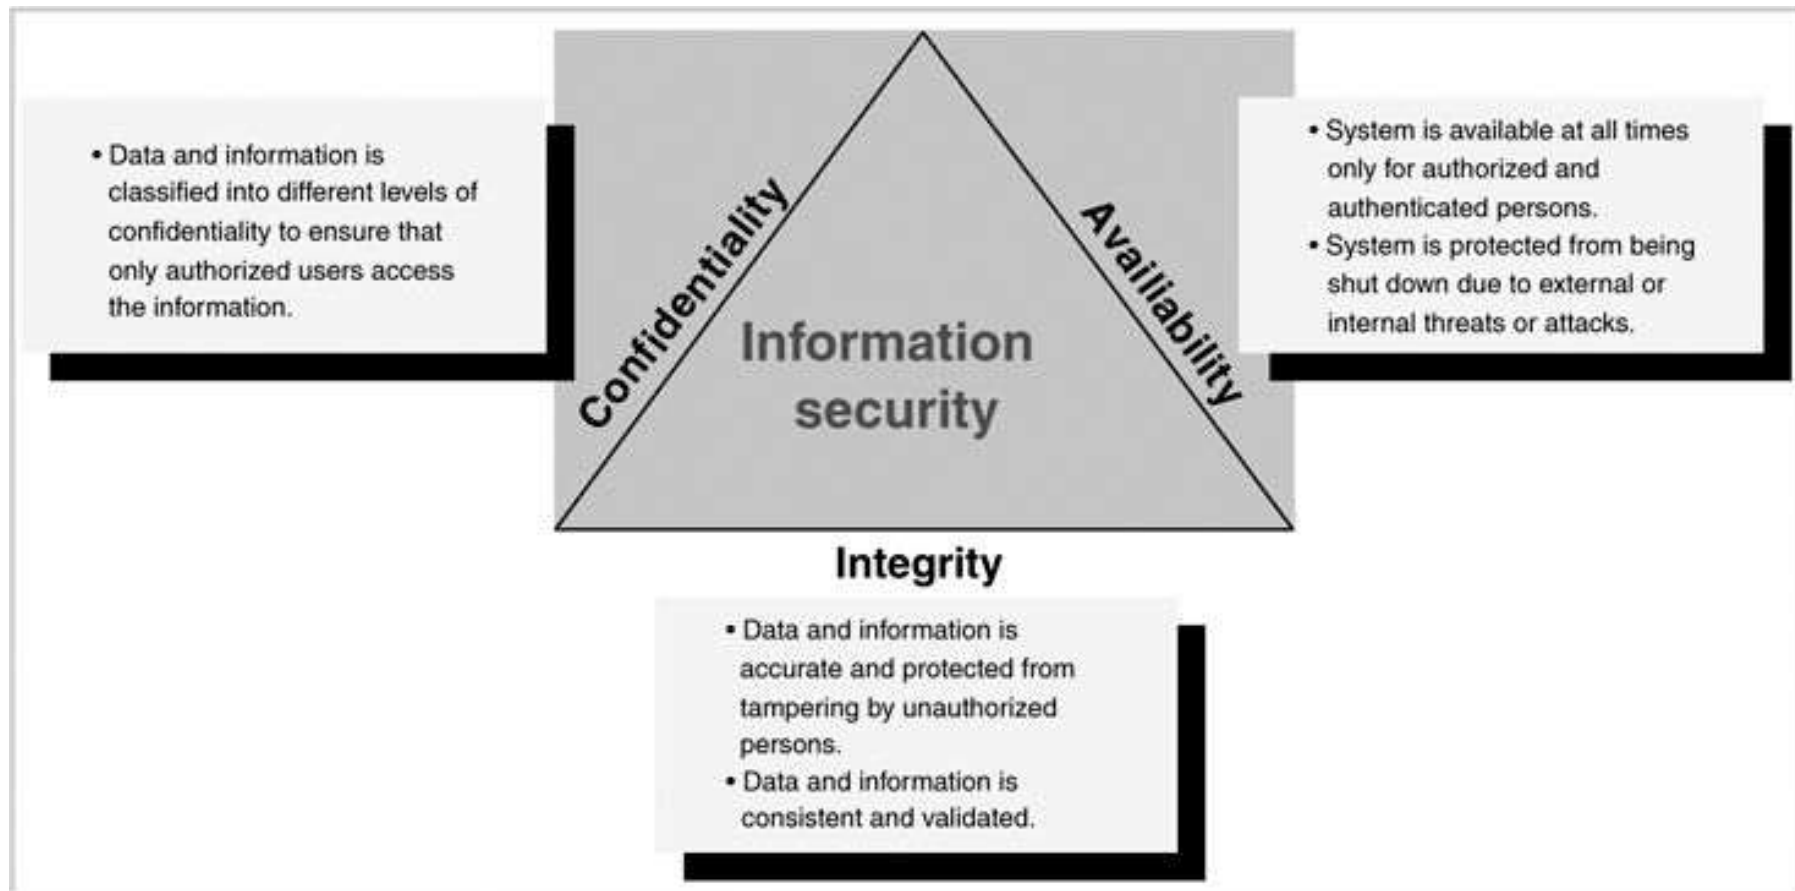 • Data and information is
classified into different levels of
confidentiality to ensure that
only authorized users access
the information.
Confidentiality
Information
security
Availiability
• System is available at all times
only for authorized and
authenticated persons.
• System is protected from being
shut down due to external or
internal threats or attacks.
Integrity
• Data and information is
accurate and protected from
tampering by unauthorized
persons.
• Data and information is
consistent and validated.